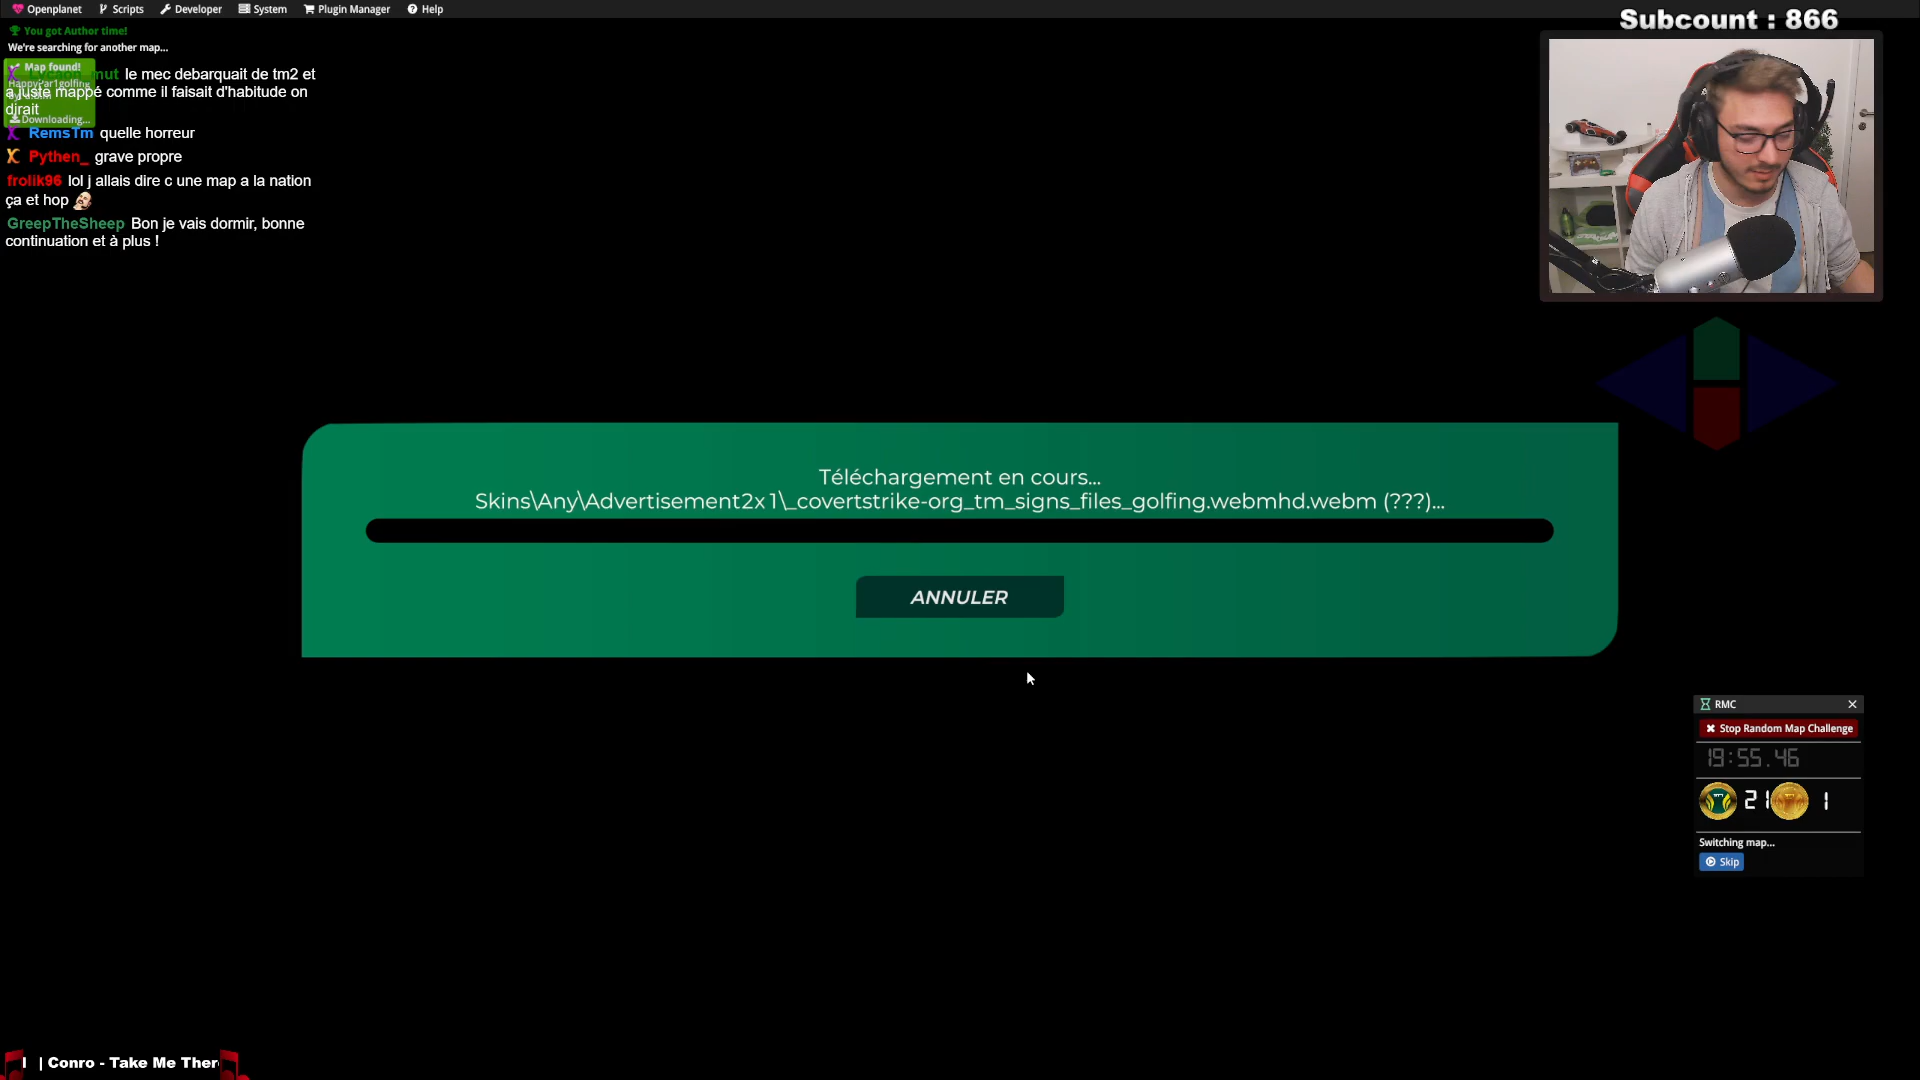 Openplanet Scripts Developer System Plugin Manager Help
Subcount : 866
You got Author time!
We're searching for another map...
Map found!
Downloading...
le mec debarquait de tm2 et
a juste mappé comme il faisait d'habitude on
dirait
RemsTm quelle horreur
Pythen_ grave propre
frolik96 lol j allais dire c une map a la nation
ça et hop
GreepTheSheep Bon je vais dormir, bonne
continuation et à plus !
Téléchargement en cours...
Skins\Any\Advertisement2x1\_covertstrike-org_tm_signs_files_golfing.webmhd.webm (???)...
ANNULER
RMC
Stop Random Map Challenge
19:55.46
21 1
Switching map...
Skip
| Conro - Take Me Ther